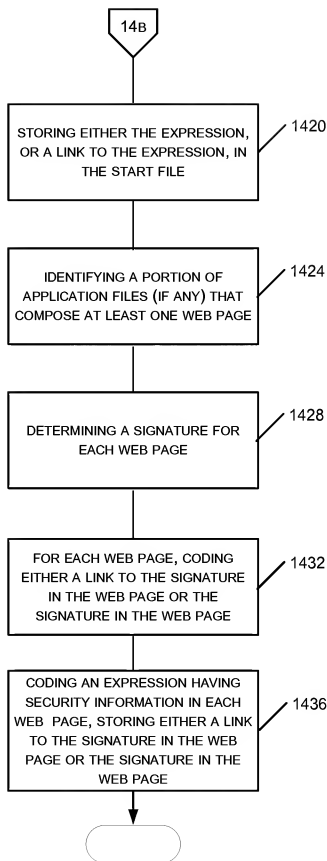 14B
STORING EITHER THE EXPRESSION,
OR A LINK TO THE EXPRESSION, IN
THE START FILE
1420
IDENTIFYING A PORTION OF
APPLICATION FILES (IF ANY) THAT
COMPOSE AT LEAST ONE WEB PAGE
1424
DETERMINING A SIGNATURE FOR
EACH WEB PAGE
1428
FOR EACH WEB PAGE, CODING
EITHER A LINK TO THE SIGNATURE
IN THE WEB PAGE OR THE
SIGNATURE IN THE WEB PAGE
1432
CODING AN EXPRESSION HAVING
SECURITY INFORMATION IN EACH
WEB PAGE, STORING EITHER A LINK
TO THE SIGNATURE IN THE WEB
PAGE OR THE SIGNATURE IN THE
WEB PAGE
1436